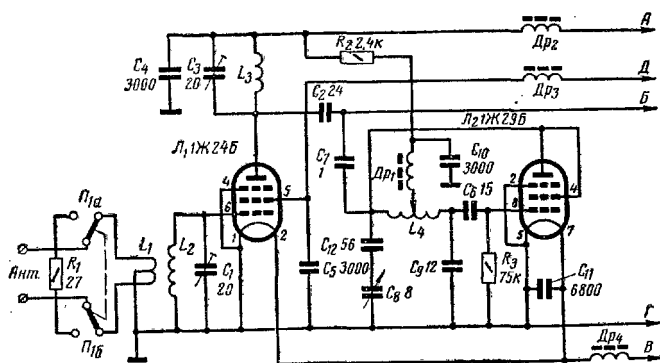 А
Др2
R2 2,4к
C4
3000
C3
20
L3
Д
Др3
C2 24
Б
Л2 1Ж29Б
Л1 1Ж24Б
C7
1
Др1
C10
3000
C6 15
2
4
8
5
7
4
6
5
1
2
П1а
L1
L2
L4
Ант.
R1
27
C1
20
C12 56
C5 3000
C8 8
C9 12
R3
75к
C11
6800
П1б
Г
Др4
В